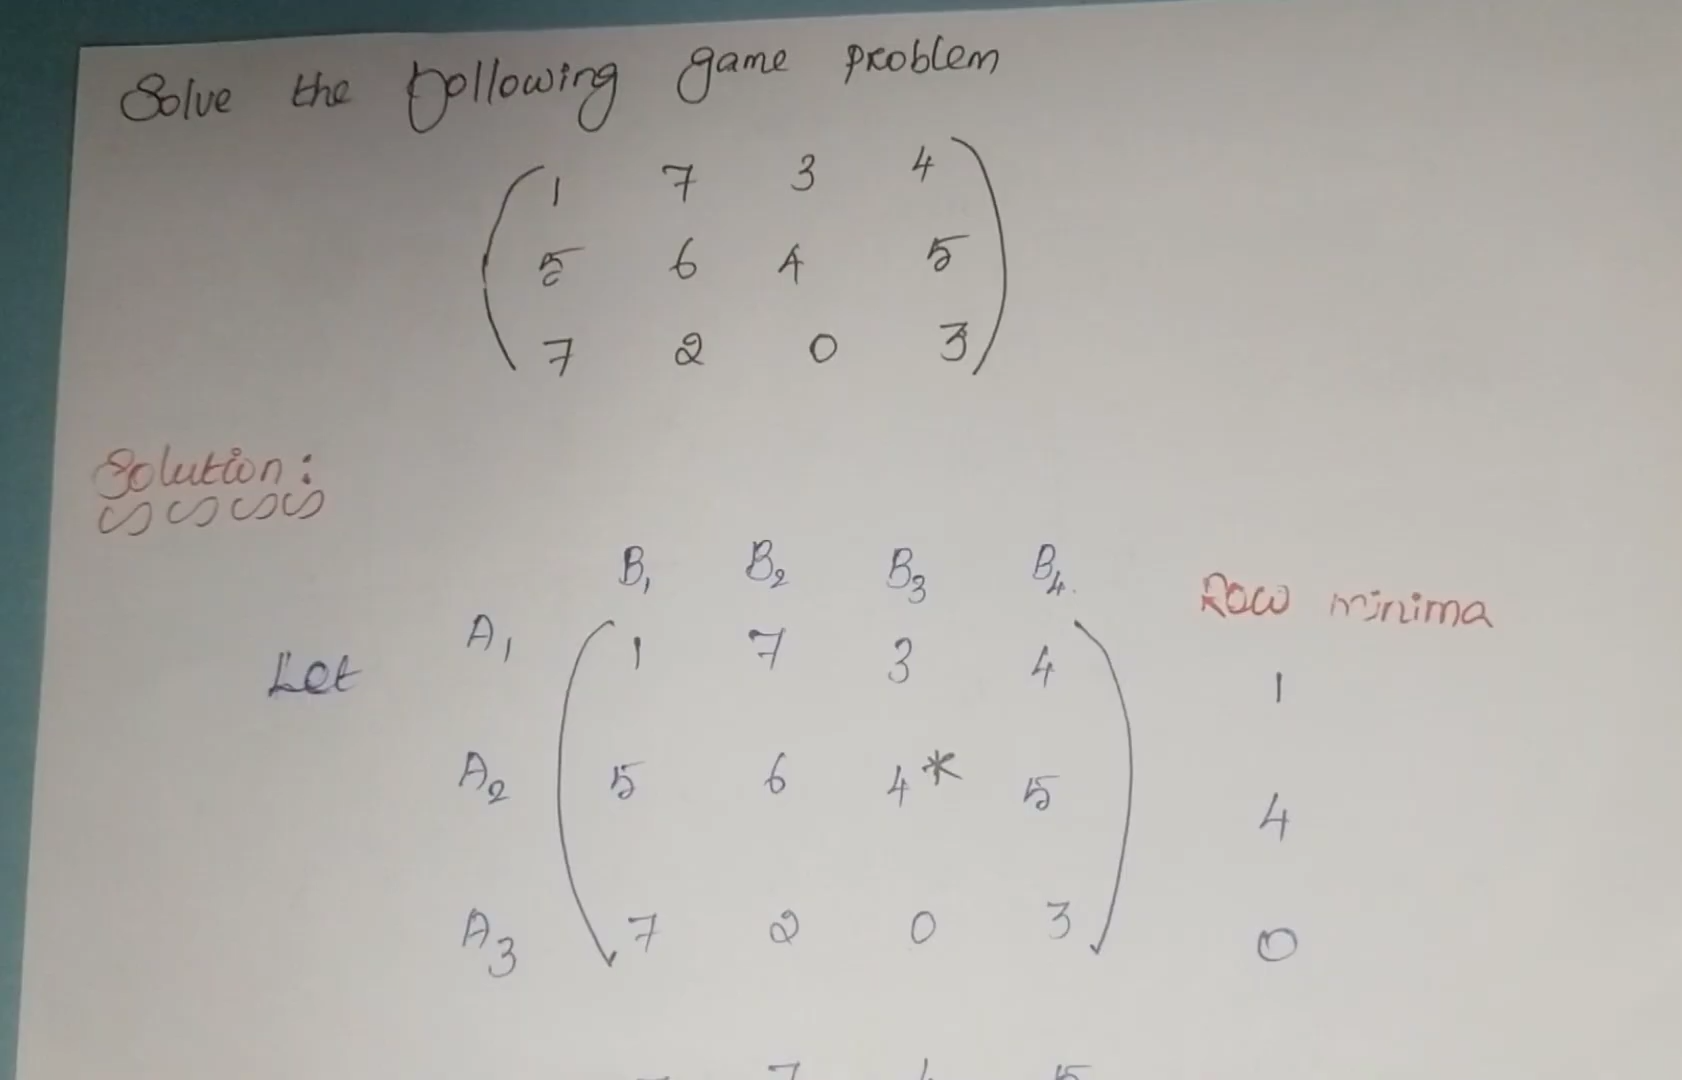 Solve the following game problem
1 7 3 4
5 6 4 5
7 2 0 3
Solution:
B1 B2 B3 B4 Row minima
Let A1 1 7 3 4 1
A2 5 6 4* 5 4
A3 7 2 0 3 0